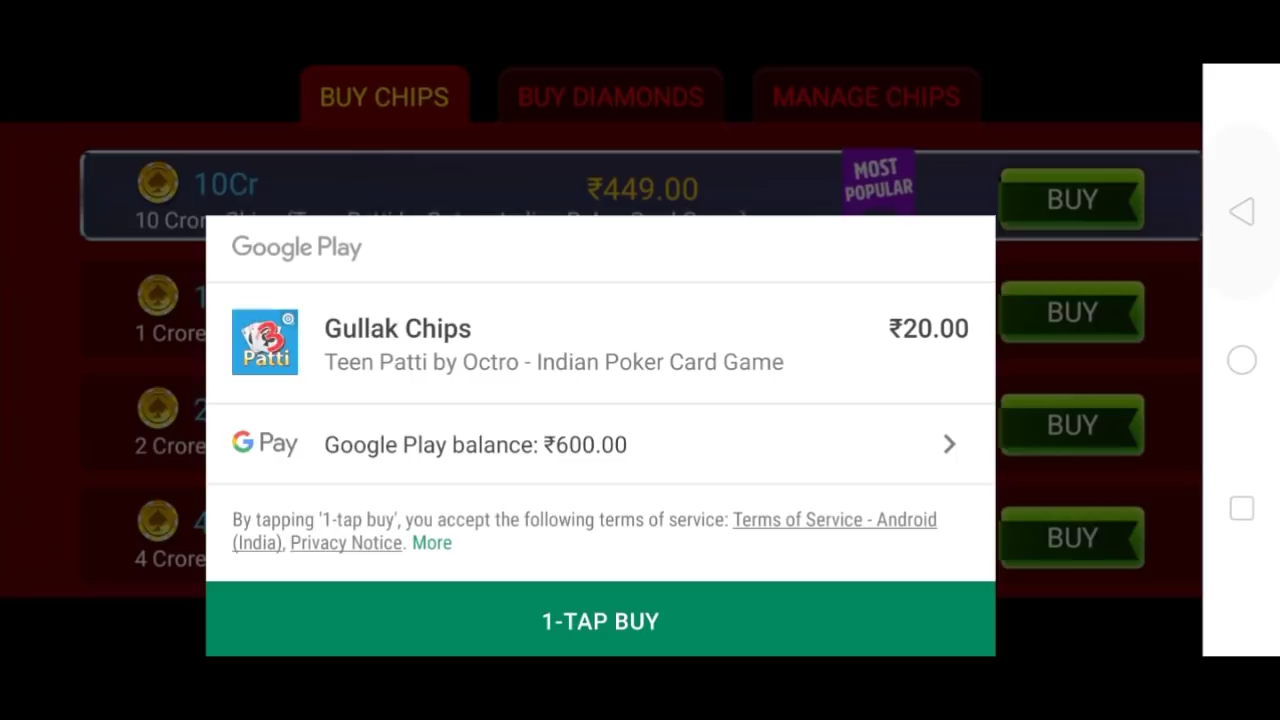 BUY CHIPS
BUY DIAMONDS
MANAGE CHIPS
10Cr
₹449.00
MOST
POPULAR
BUY
10 Cror
Google Play
BUY
1 Crore
3
Patti
Gullak Chips
₹20.00
Teen Patti by Octro - Indian Poker Card Game
2
BUY
2 Crore
G Pay
Google Play balance: ₹600.00
4
BUY
4 Crore
By tapping '1-tap buy', you accept the following terms of service: Terms of Service - Android
(India), Privacy Notice. More
1-TAP BUY